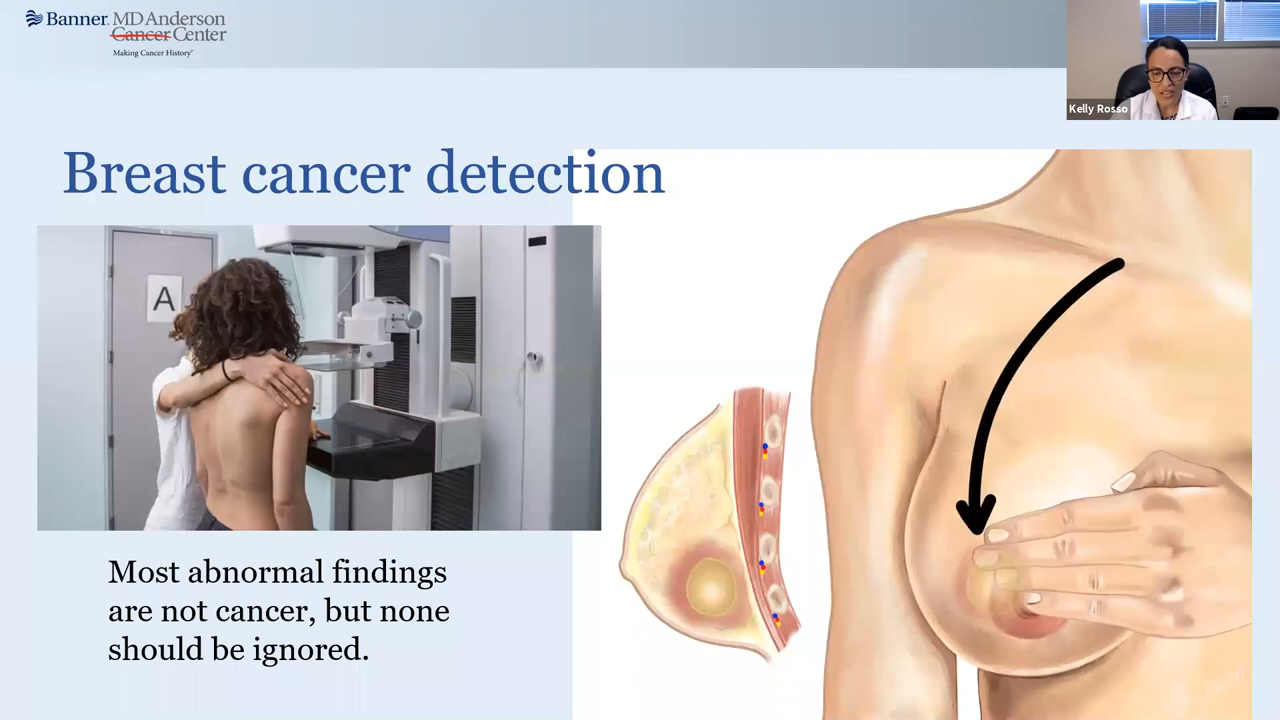 Banner MD Anderson
Cancer Center
Making Cancer History®
Kelly Rosso
Breast cancer detection
A
Most abnormal findings
are not cancer, but none
should be ignored.